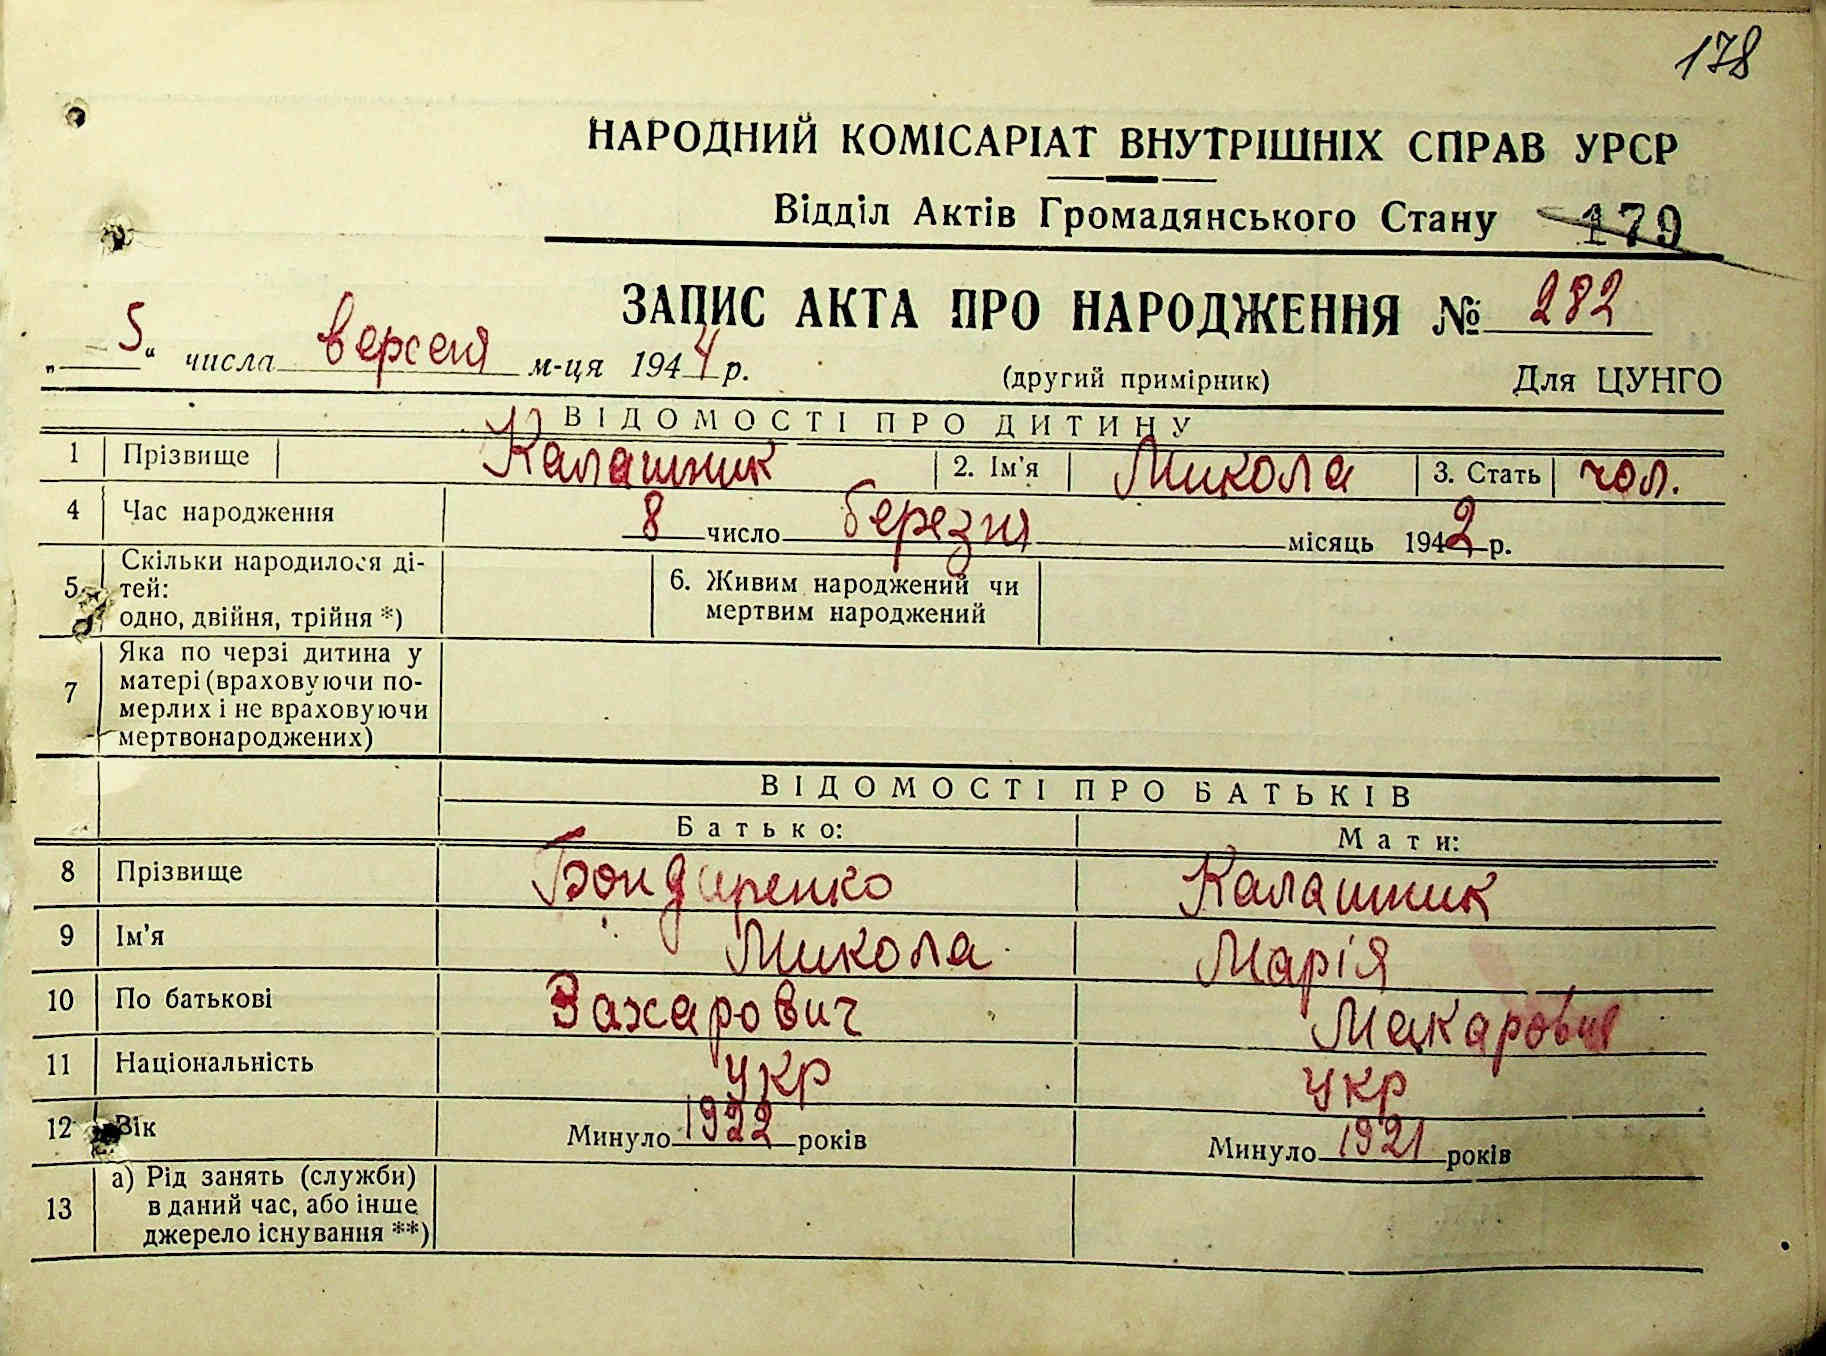 178
НАРОДНИЙ КОМІСАРІАТ ВНУТРІШНІХ СПРАВ УРСР
Відділ Актів Громадянського Стану 179
ЗАПИС АКТА ПРО НАРОДЖЕННЯ № 282
„ 5 “ числа версеня м-ця 1944 р. (другий примірник) Для ЦУНГО
ВІДОМОСТІ ПРО ДИТИНУ
1 Прізвище Калашник 2. Ім'я Микола 3. Стать чол.
4 Час народження 8 число березня місяць 1942 р.
5 Скільки народилося ді-
тей:
одно, двійня, трійня *)
6. Живим народжений чи
мертвим народжений
7 Яка по черзі дитина у
матері (враховуючи по-
мерлих і не враховуючи
мертвонароджених)
ВІДОМОСТІ ПРО БАТЬКІВ
Батько: Мати:
8 Прізвище Бондаренко Калашник
9 Ім'я Микола Марія
10 По батькові Захарович
11 Національність укр укр
12 Вік Минуло 1922 років Минуло 1921 років
13 а) Рід занять (служби)
в даний час, або інше
джерело існування **)